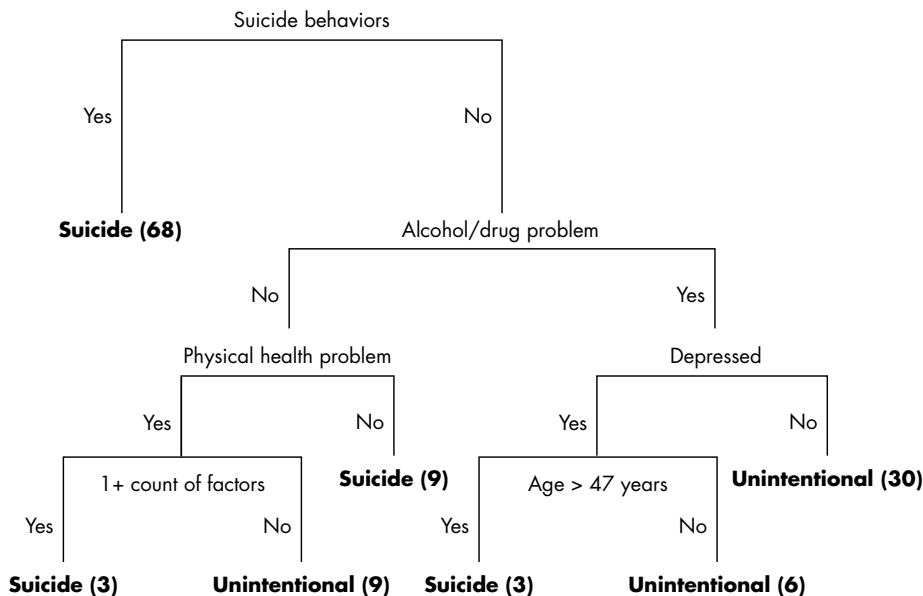 Suicide behaviors
Yes
No
Suicide (68)
Alcohol/drug problem
No
Yes
Physical health problem
Depressed
Yes
No
Yes
No
1+ count of factors
Suicide (9)
Age > 47 years
Unintentional (30)
Yes
No
Yes
No
Suicide (3)
Unintentional (9)
Suicide (3)
Unintentional (6)